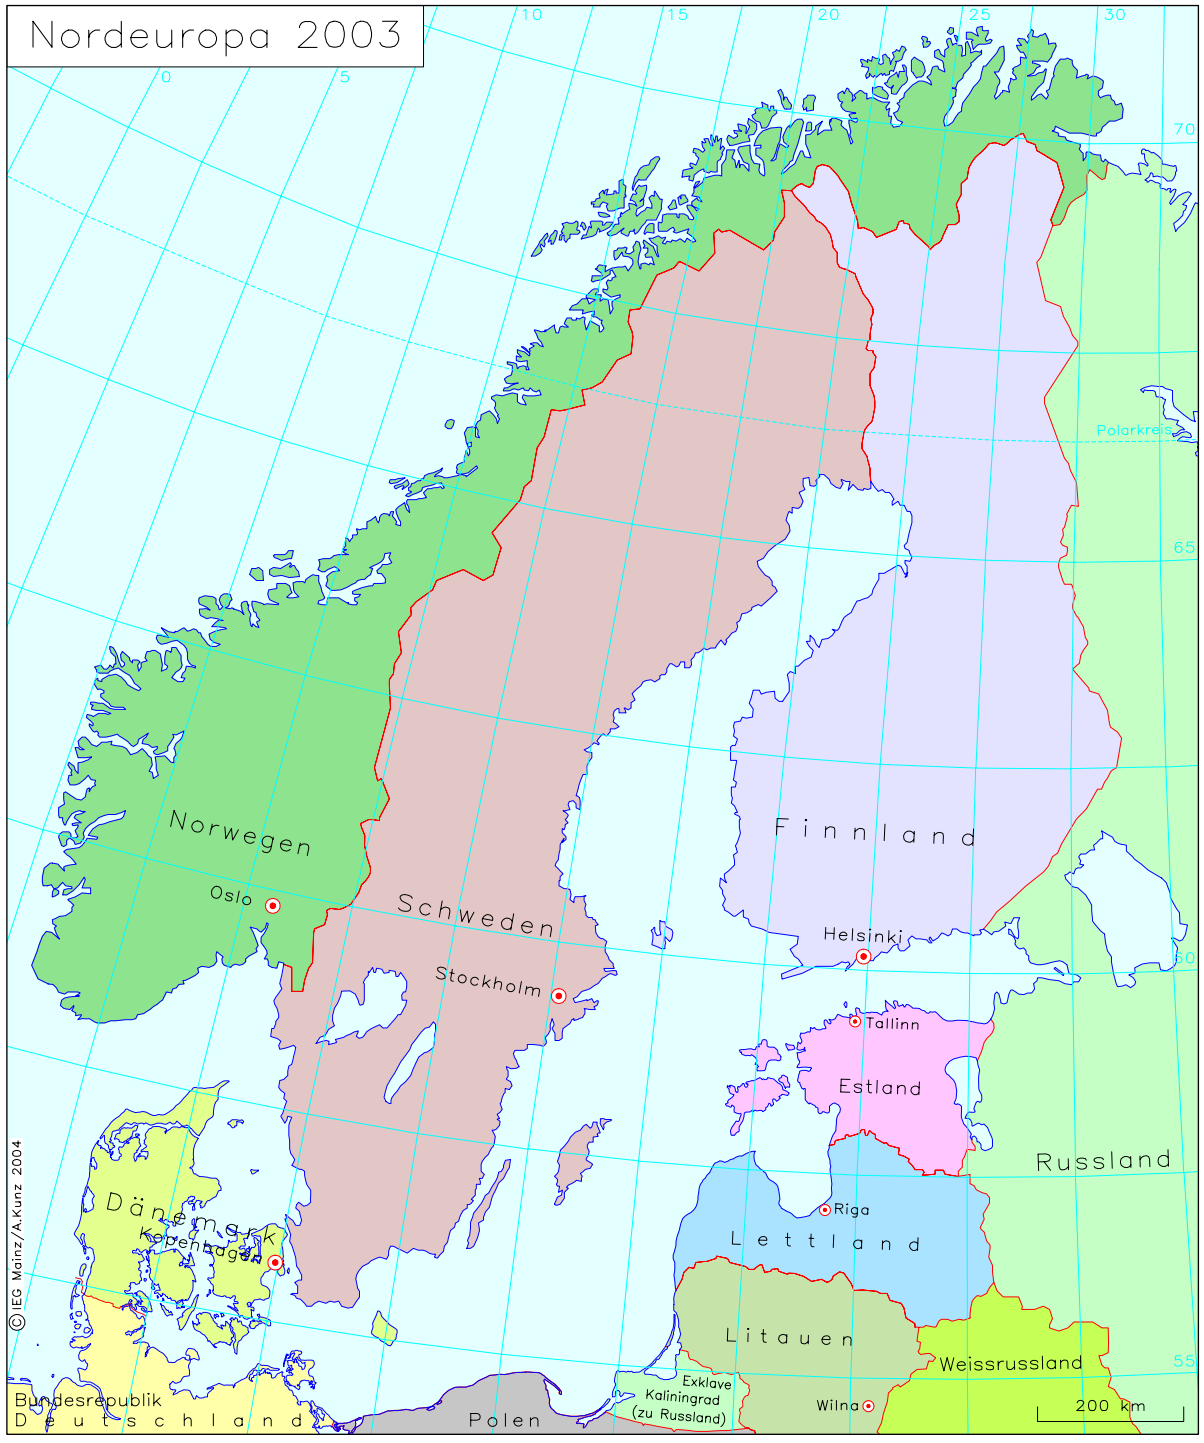 Nordeuropa 2003
0
5
10
15
20
25
30
70
Polarkreis
65
Norwegen
Oslo
Schweden
Stockholm
Finnland
Helsinki
60
Tallinn
Estland
Russland
Riga
Lettland
Dänemark
Kopenhagen
©IEG Mainz/A.Kunz 2004
Litauen
Weissrussland
55
Exklave
Kaliningrad
(zu Russland)
Wilna
200 km
Bundesrepublik
Deutschland
Polen